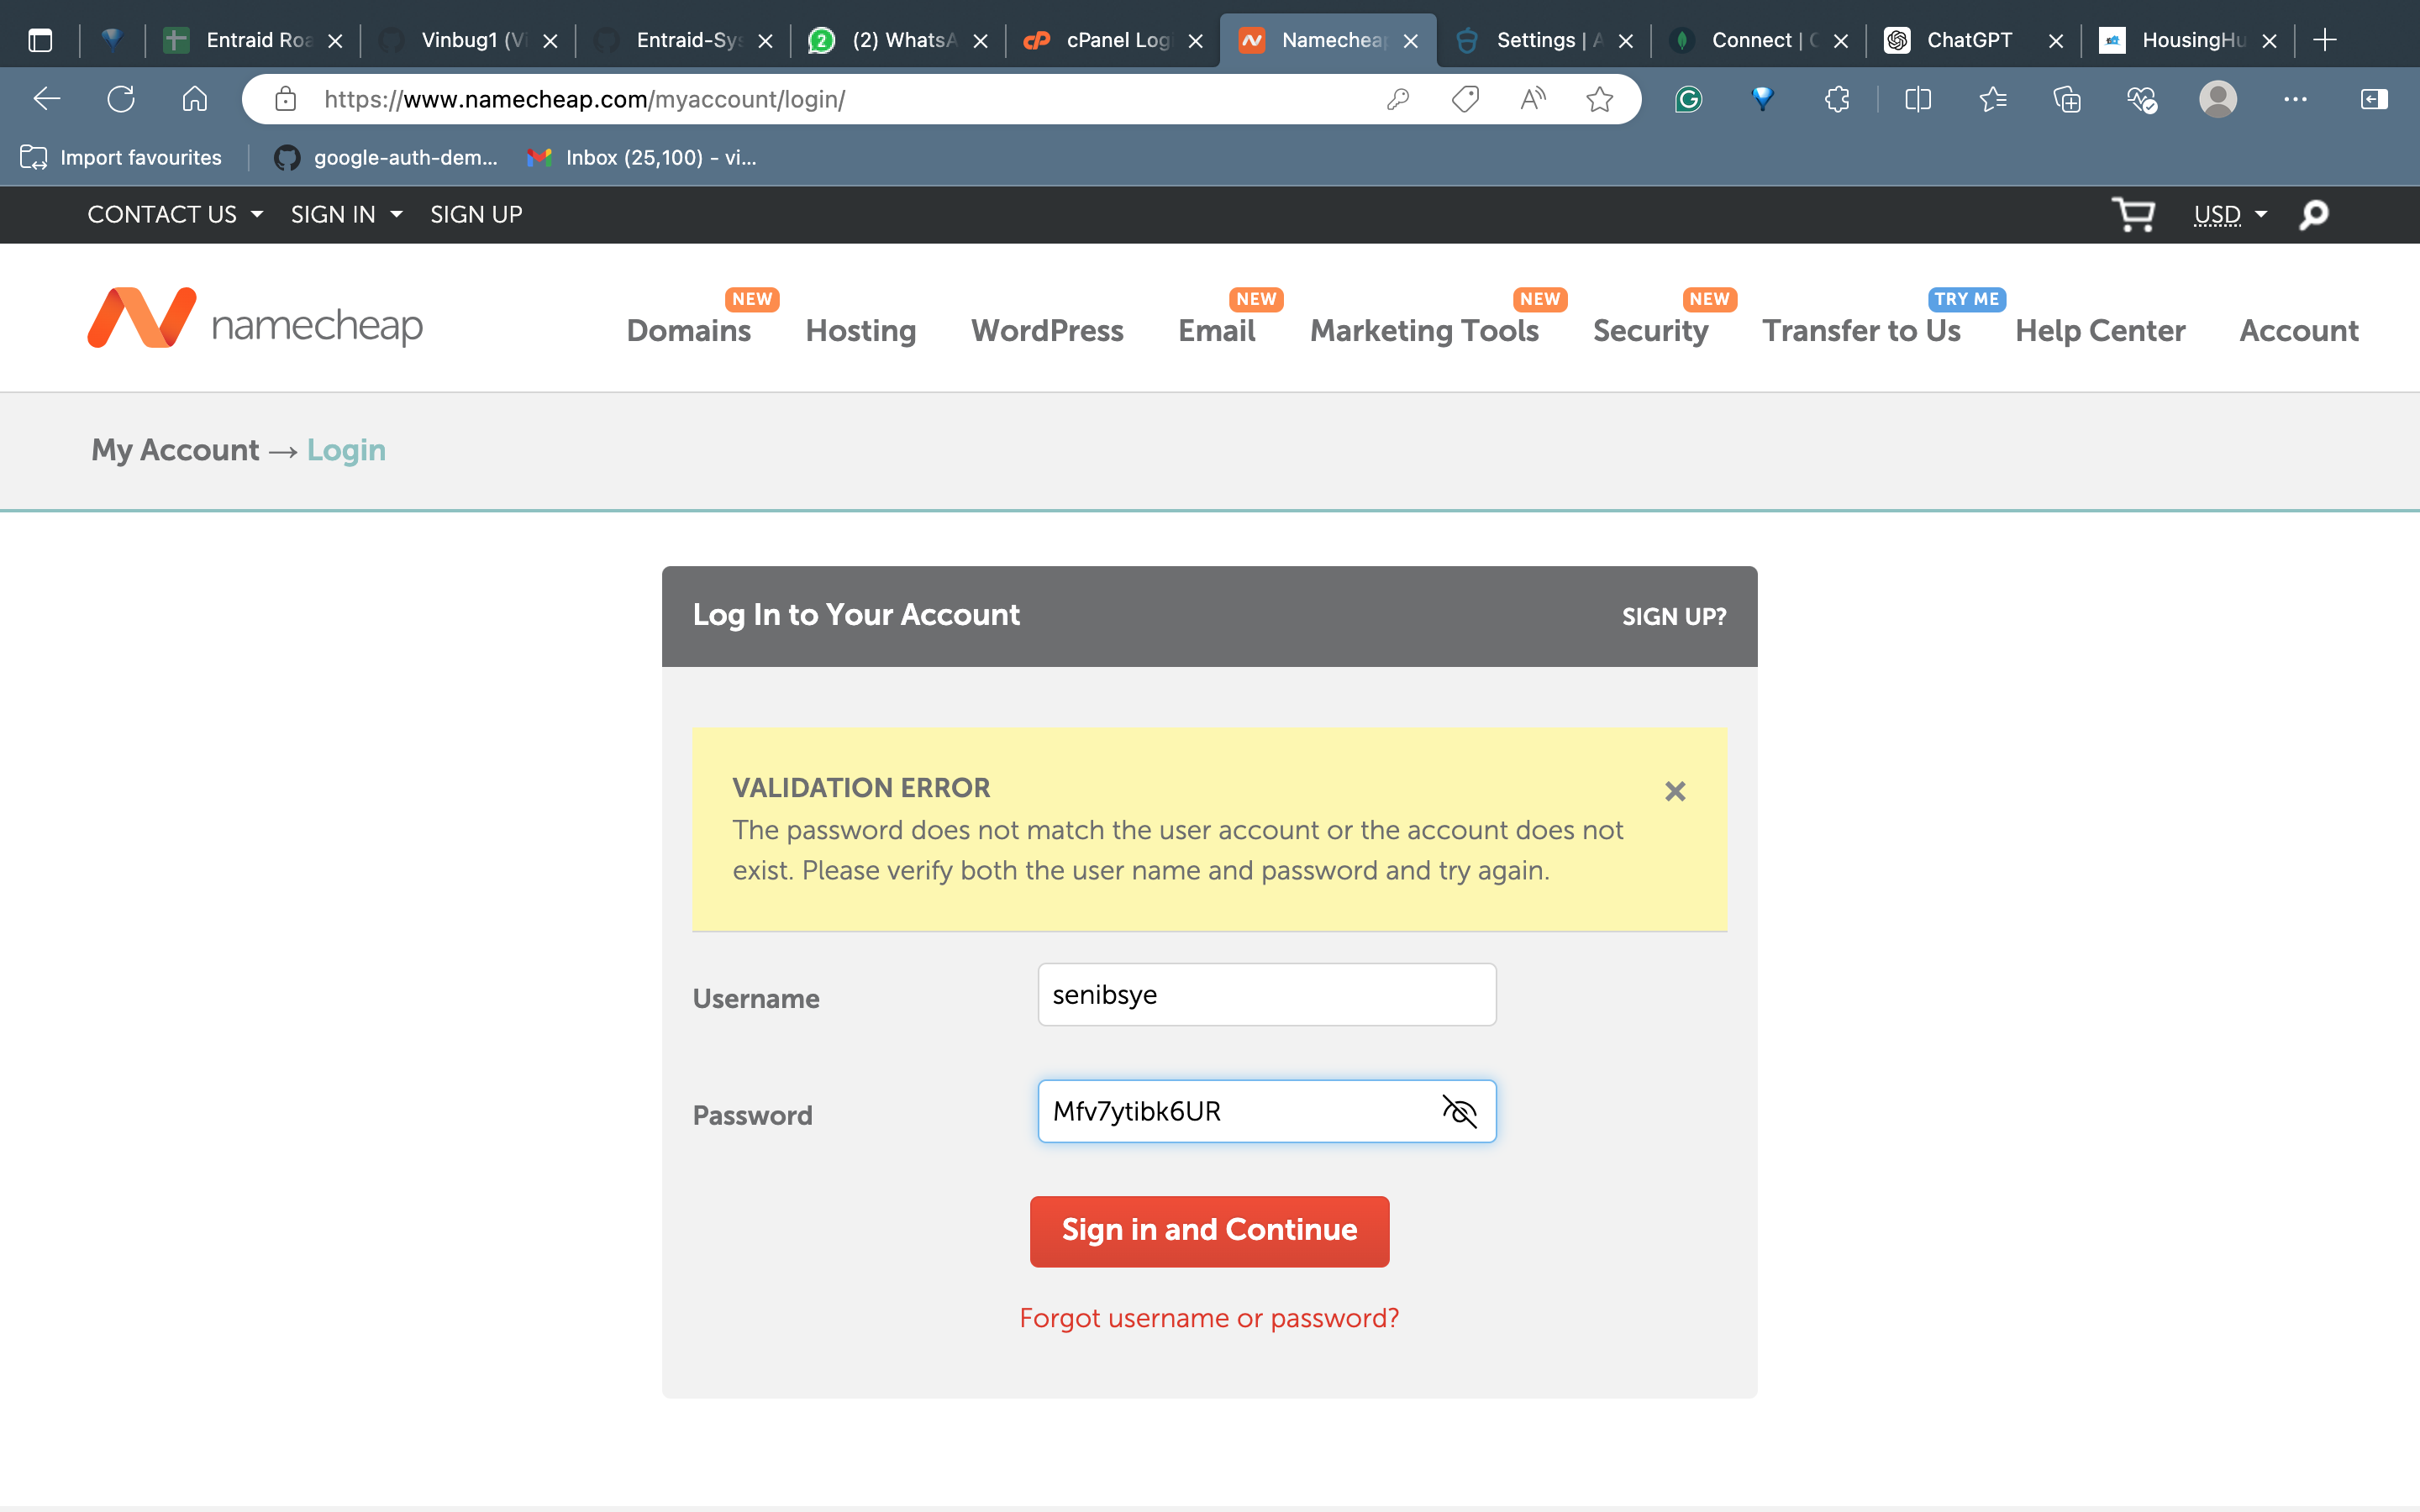 Entraid Roa
Vinbug1 (Vi
Entraid-Sys
2
(2) WhatsA
cPanel Log
Namecheap
Settings | A
Connect | C
ChatGPT
HousingHu
https://www.namecheap.com/myaccount/login/
Import favourites
google-auth-dem...
Inbox (25,100) - vi...
CONTACT US
SIGN IN
SIGN UP
USD
namecheap
Domains NEW
Hosting
WordPress
Email NEW
Marketing Tools NEW
Security NEW
Transfer to Us TRY ME
Help Center
Account
My Account → Login
Log In to Your Account
SIGN UP?
VALIDATION ERROR
The password does not match the user account or the account does not
exist. Please verify both the user name and password and try again.
Username
senibsye
Password
Mfv7ytibk6UR
Sign in and Continue
Forgot username or password?